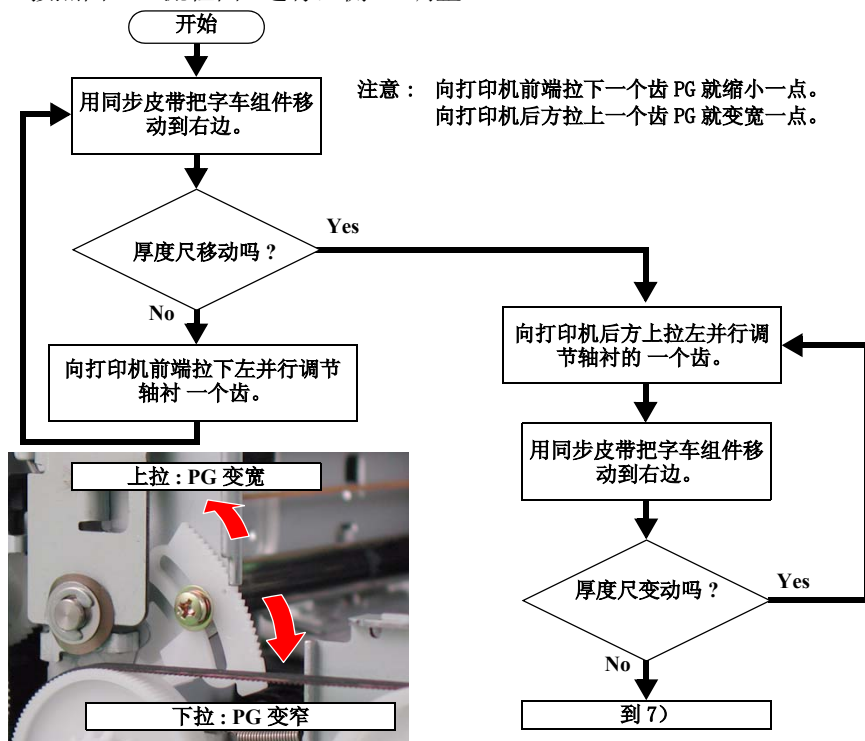 开始
用同步皮带把字车组件移
动到右边。
注意 : 向打印机前端拉下一个齿 PG 就缩小一点。
向打印机后方拉上一个齿 PG 就变宽一点。
厚度尺移动吗 ?
Yes
No
向打印机前端拉下左并行调节
轴衬 一个齿。
向打印机后方上拉左并行调
节轴衬的 一个齿。
用同步皮带把字车组件移
动到右边。
厚度尺变动吗 ?
Yes
No
到 7）
上拉 : PG 变宽
下拉 : PG 变窄